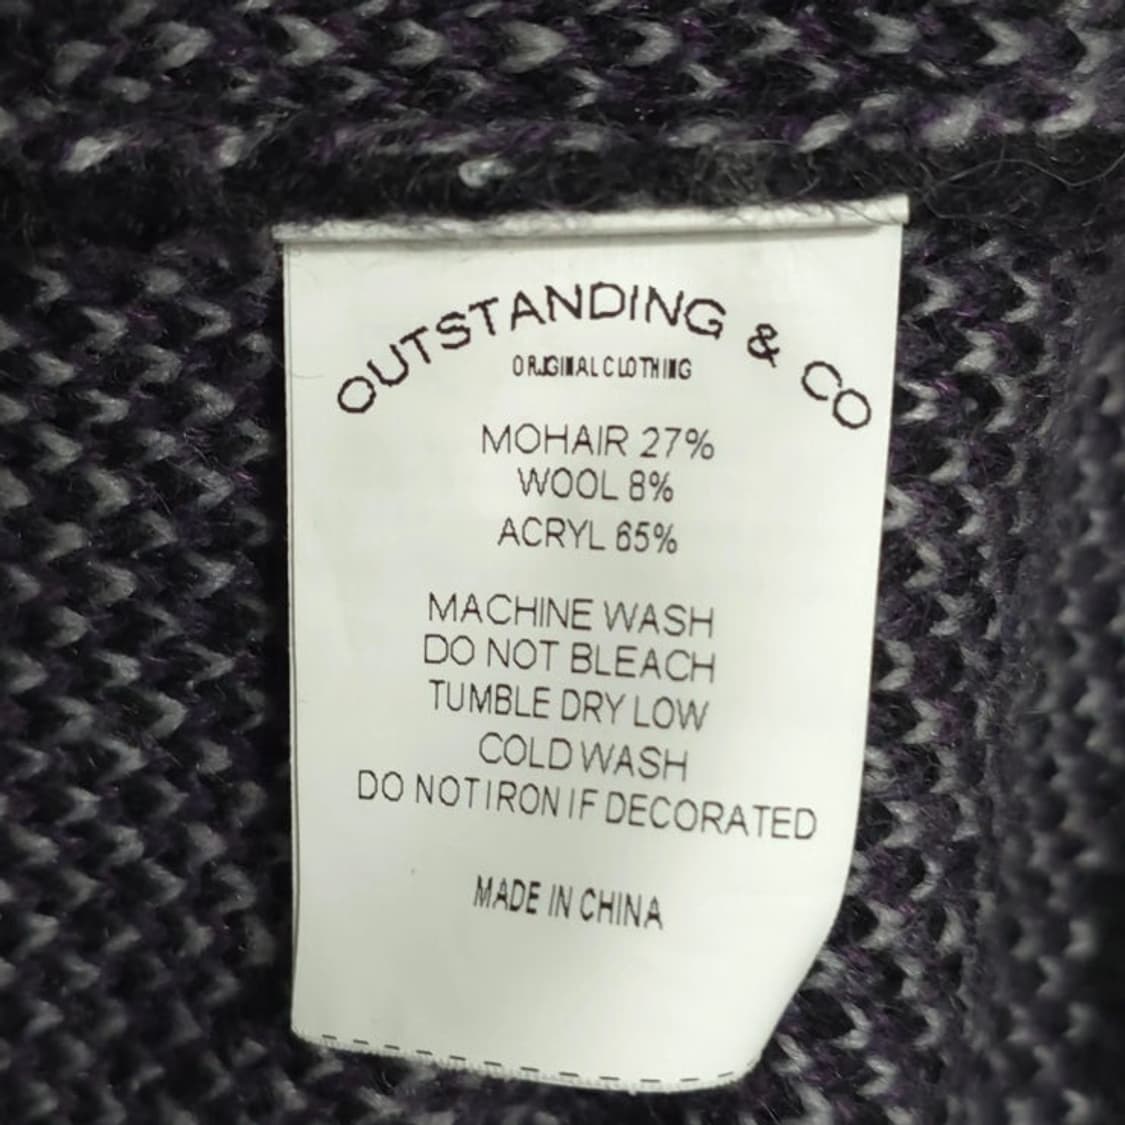 OUTSTANDING & CO
ORIGINAL CLOTHING
MOHAIR 27%
WOOL 8%
ACRYL 65%
MACHINE WASH
DO NOT BLEACH
TUMBLE DRY LOW
COLD WASH
DO NOT IRON IF DECORATED
MADE IN CHINA